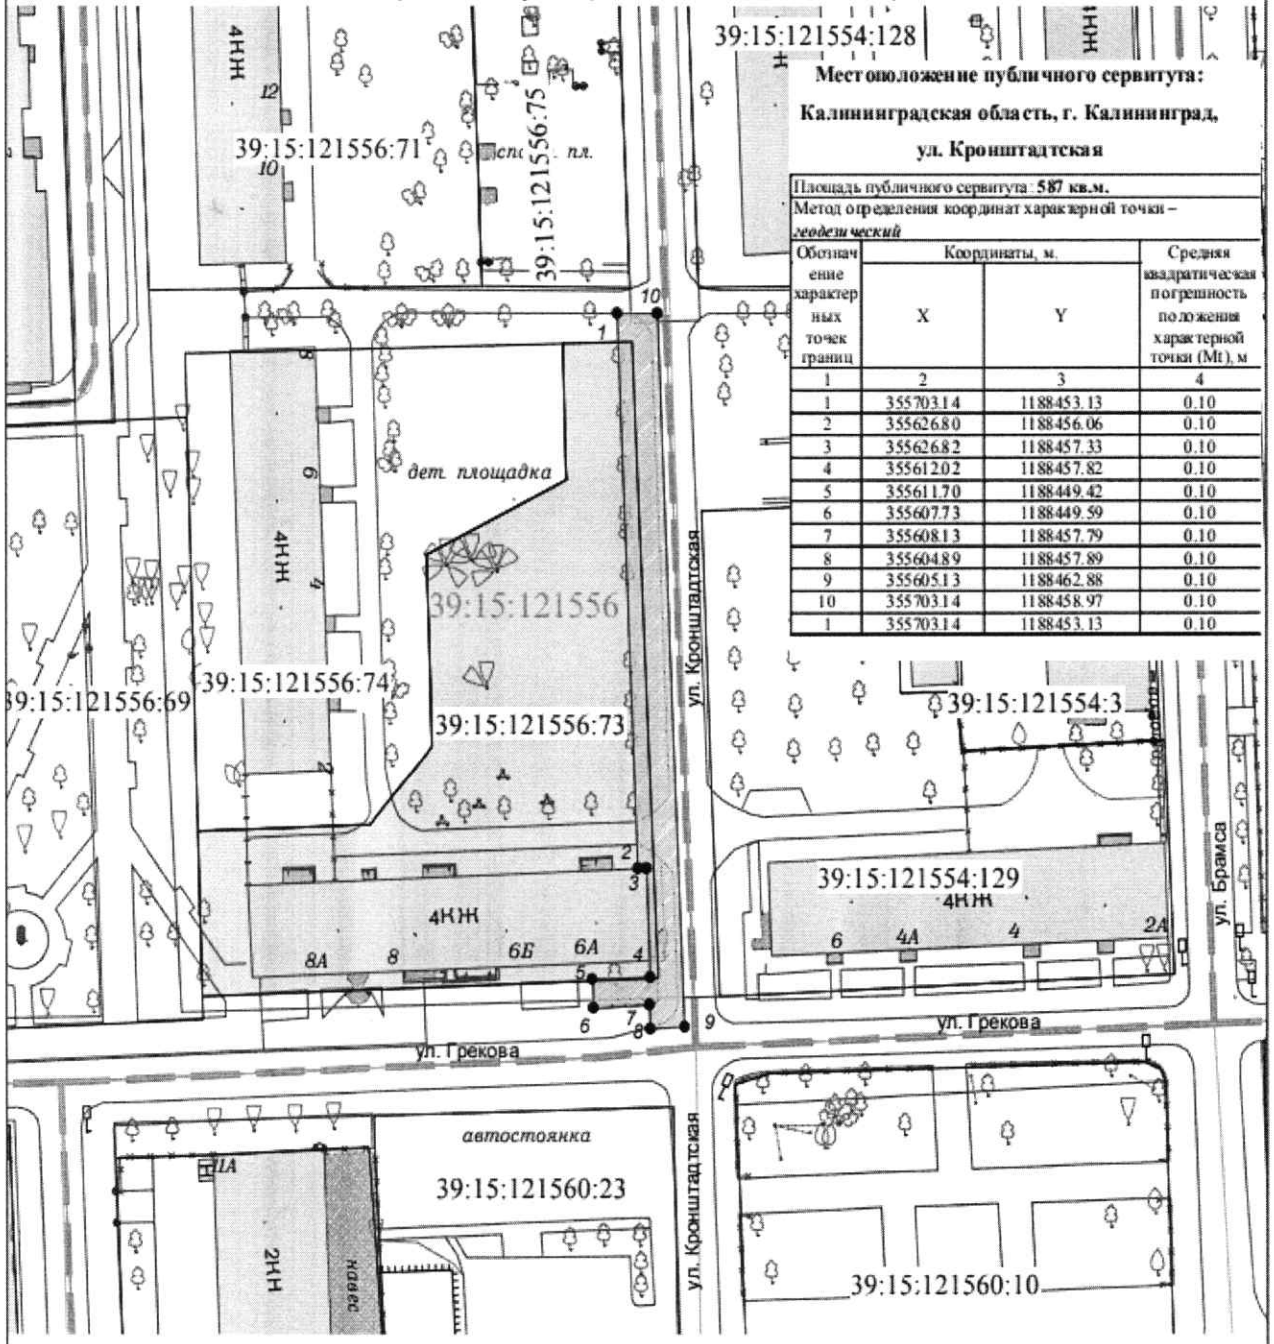 39:15:121554:128
4НЖ
12
39:15:121556:71
10
39:15:121556:75
пл.
Местоположение публичного сервитута:
Калининградская область, г. Калининград,
ул. Кронштадтская
Площадь публичного сервитута: 587 кв.м.
Метод определения координат характерной точки –
геодезический
Обозначение характерных точек границ | Координаты, м. | Средняя квадратическая погрешность положения характерной точки (Mt), м
X | Y
1 | 2 | 3 | 4
1 | 355703.14 | 1188453.13 | 0.10
2 | 355626.80 | 1188456.06 | 0.10
3 | 355626.82 | 1188457.33 | 0.10
4 | 355612.02 | 1188457.82 | 0.10
5 | 355611.70 | 1188449.42 | 0.10
6 | 355607.73 | 1188449.59 | 0.10
7 | 355608.13 | 1188457.79 | 0.10
8 | 355604.89 | 1188457.89 | 0.10
9 | 355605.13 | 1188462.88 | 0.10
10 | 355703.14 | 1188458.97 | 0.10
1 | 355703.14 | 1188453.13 | 0.10
10
1
8
6
дет. площадка
4НЖ
4
ул. Кронштадтская
39:15:121556
39:15:121556:69
39:15:121556:74
39:15:121556:73
39:15:121554:3
2
2
3
39:15:121554:129
4КЖ
4НЖ
ул. Брамса
8А
8
6Б
6А
4
6
4А
4
2А
5
6
7
8
9
ул. Грекова
ул. Грекова
автостоянка
ул. Кронштадтская
11А
39:15:121560:23
2НН
навес
39:15:121560:10